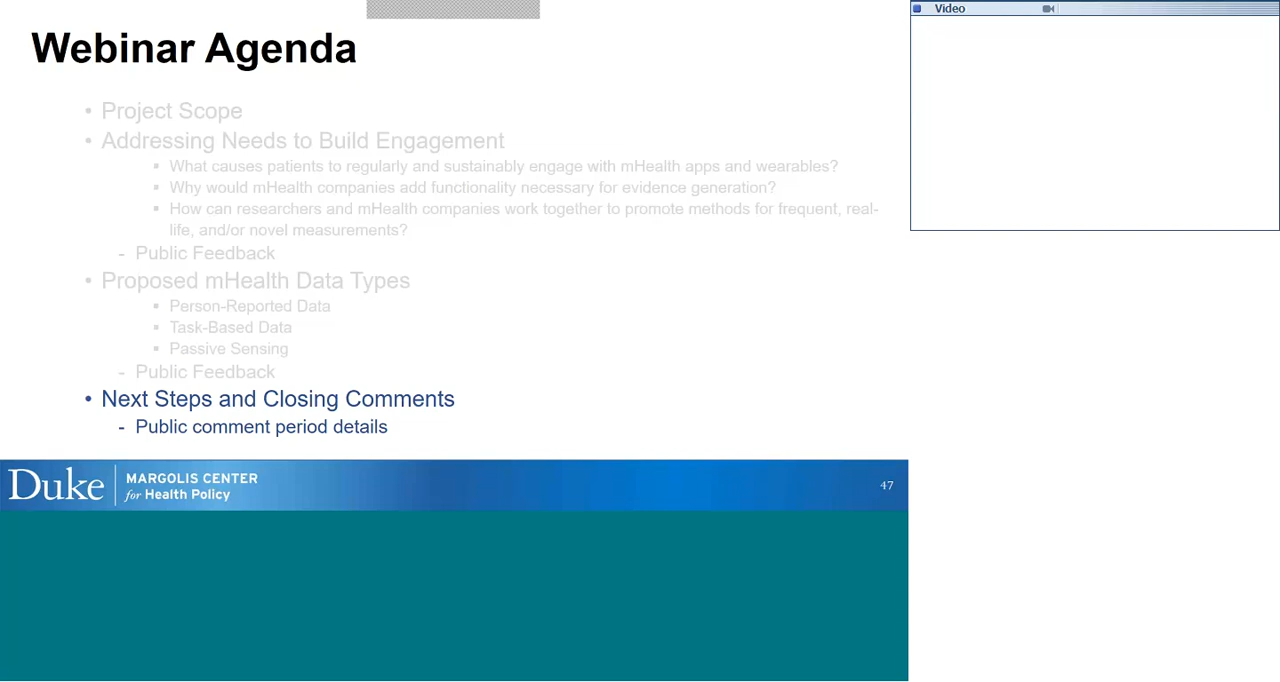 Video
Webinar Agenda
• Project Scope
• Addressing Needs to Build Engagement
▪ What causes patients to regularly and sustainably engage with mHealth apps and wearables?
▪ Why would mHealth companies add functionality necessary for evidence generation?
▪ How can researchers and mHealth companies work together to promote methods for frequent, real-
life, and/or novel measurements?
- Public Feedback
• Proposed mHealth Data Types
▪ Person-Reported Data
▪ Task-Based Data
▪ Passive Sensing
- Public Feedback
• Next Steps and Closing Comments
- Public comment period details
Duke
MARGOLIS CENTER
for Health Policy
47